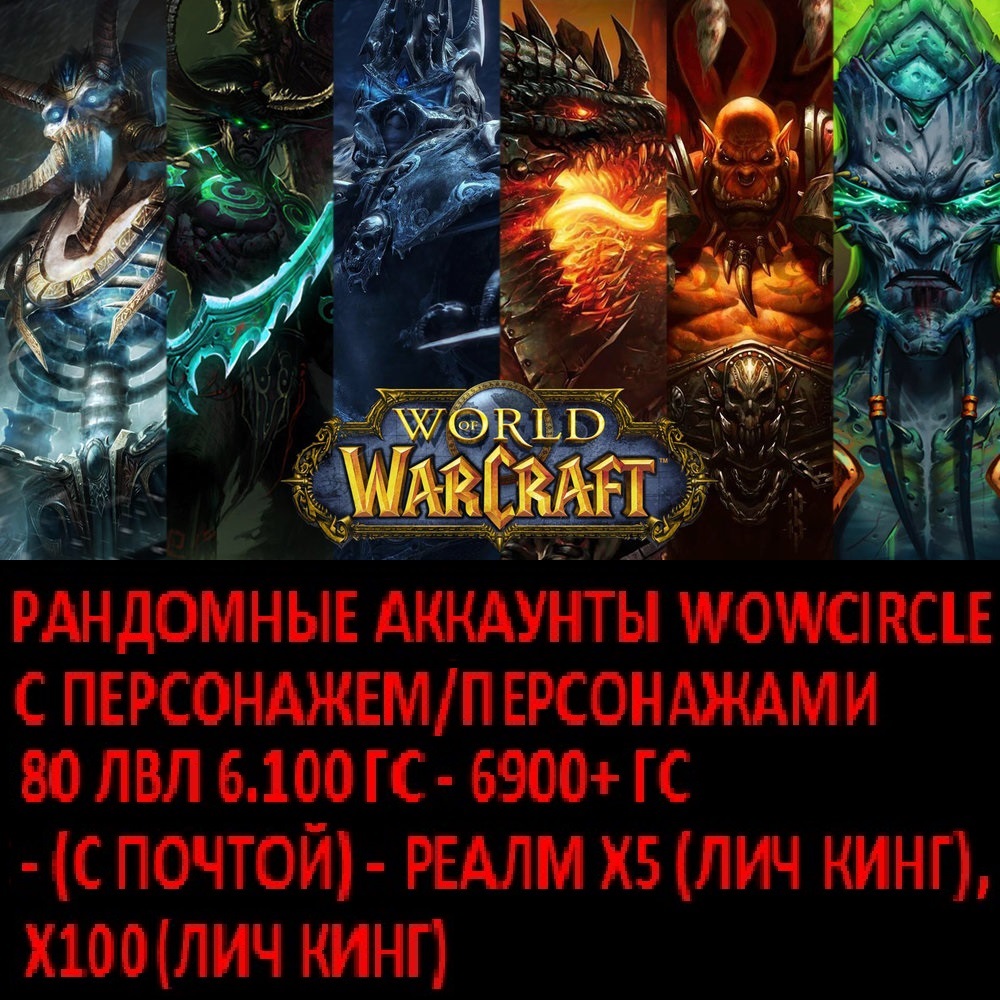 WORLD
OF
WARCRAFT™
РАНДОМНЫЕ АККАУНТЫ WOWCIRCLE
С ПЕРСОНАЖЕМ/ПЕРСОНАЖАМИ
80 ЛВЛ 6.100 ГС - 6900+ ГС
- (С ПОЧТОЙ) - РЕАЛМ X5 (ЛИЧ КИНГ),
X100 (ЛИЧ КИНГ)